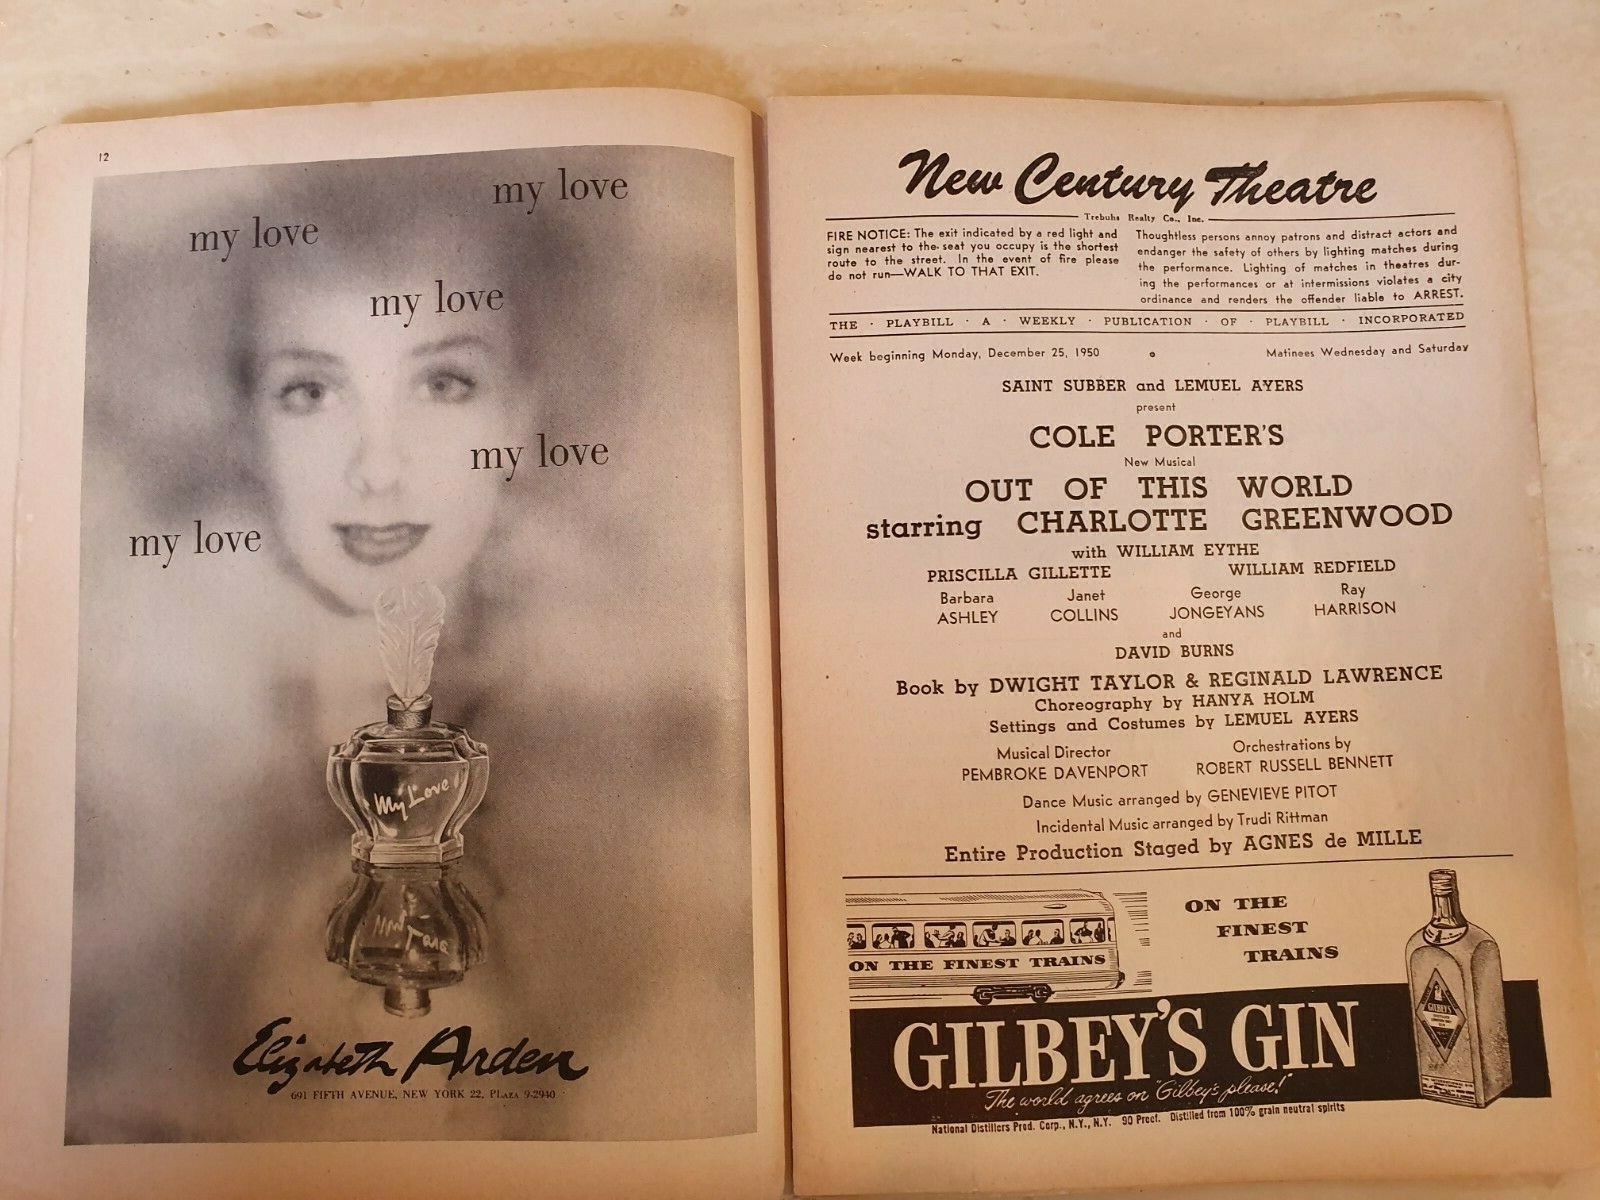 12
my love
my love
my love
my love
my love
My Love
Elizabeth Arden
691 FIFTH AVENUE, NEW YORK 22, PLAZA 9-2940
New Century Theatre
Trebuhs Realty Co., Inc.
FIRE NOTICE: The exit indicated by a red light and
sign nearest to the seat you occupy is the shortest
route to the street. In the event of fire please
do not run—WALK TO THAT EXIT.
Thoughtless persons annoy patrons and distract actors and
endanger the safety of others by lighting matches during
the performance. Lighting of matches in theatres dur-
ing the performances or at intermissions violates a city
ordinance and renders the offender liable to ARREST.
THE · PLAYBILL · A · WEEKLY · PUBLICATION · OF · PLAYBILL · INCORPORATED
Week beginning Monday, December 25, 1950 Matinees Wednesday and Saturday
SAINT SUBBER and LEMUEL AYERS
present
COLE PORTER'S
New Musical
OUT OF THIS WORLD
starring CHARLOTTE GREENWOOD
with WILLIAM EYTHE
PRISCILLA GILLETTE WILLIAM REDFIELD
Barbara Janet George Ray
ASHLEY COLLINS JONGEYANS HARRISON
and
DAVID BURNS
Book by DWIGHT TAYLOR & REGINALD LAWRENCE
Choreography by HANYA HOLM
Settings and Costumes by LEMUEL AYERS
Musical Director Orchestrations by
PEMBROKE DAVENPORT ROBERT RUSSELL BENNETT
Dance Music arranged by GENEVIEVE PITOT
Incidental Music arranged by Trudi Rittman
Entire Production Staged by AGNES de MILLE
ON THE FINEST TRAINS
ON THE
FINEST
TRAINS
GILBEY'S GIN
The world agrees on "Gilbey's please!"
National Distillers Prod. Corp., N.Y., N.Y. 90 Proof. Distilled from 100% grain neutral spirits
GILBEY'S
GIN